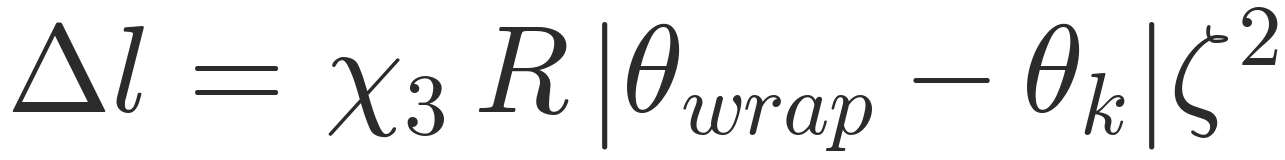 Δl = χ₃ R |θ_wrap − θ_k| ζ²